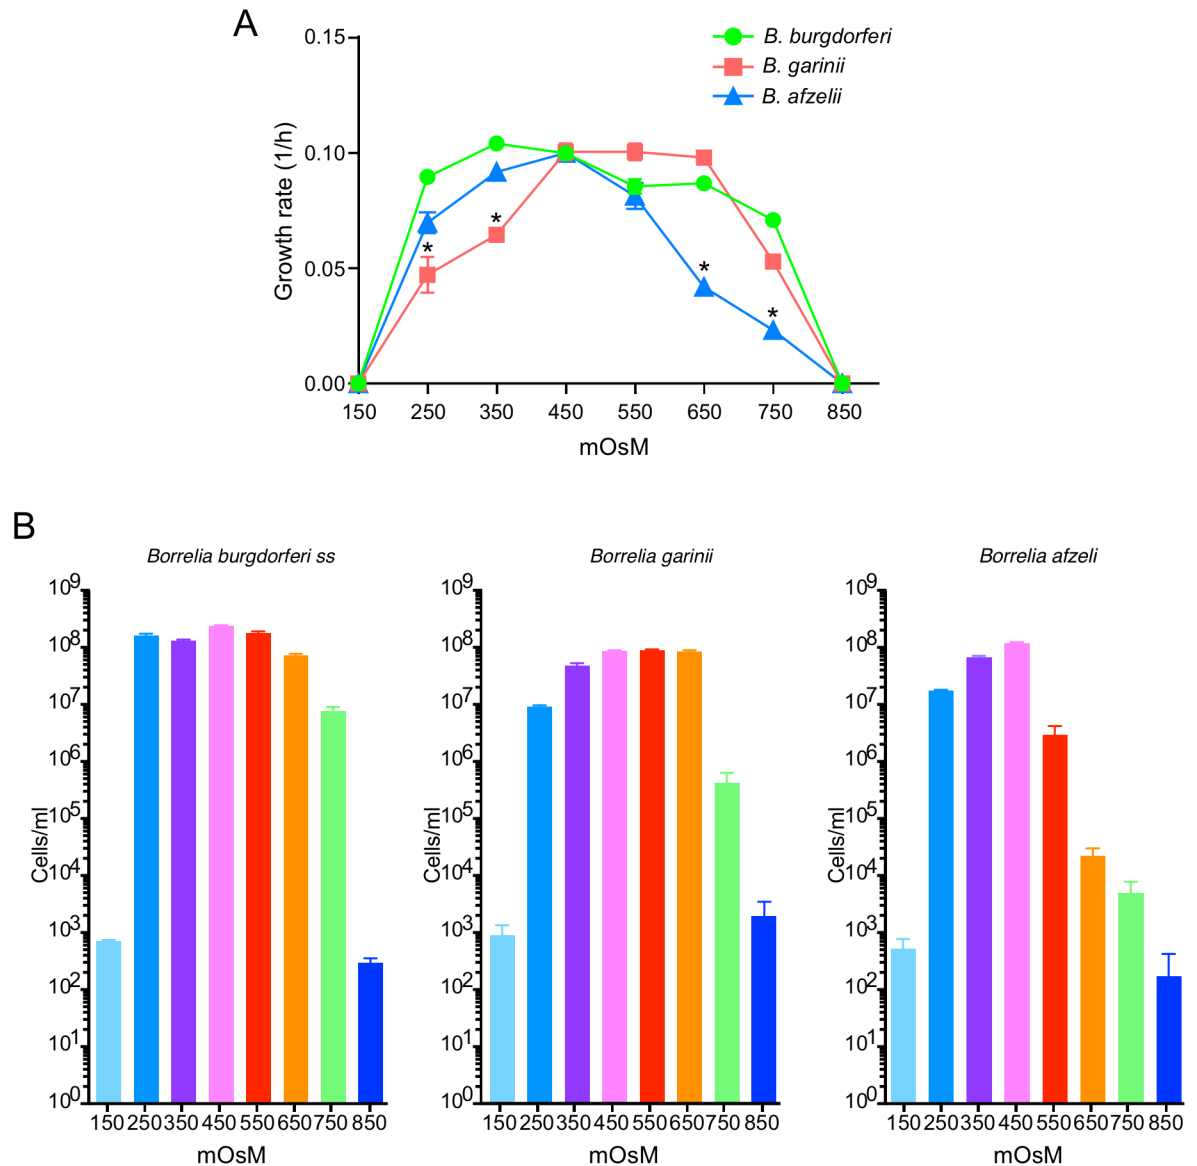 A
B. burgdorferi
B. garinii
B. afzelii
Growth rate (1/h)
0.15
0.10
0.05
0.00
* * * *
150 250 350 450 550 650 750 850
mOsM
B
Borrelia burgdorferi ss
Cells/ml
10⁹
10⁸
10⁷
10⁶
10⁵
10⁴
10³
10²
10¹
10⁰
150 250 350 450 550 650 750 850
mOsM
Borrelia garinii
Cells/ml
10⁹
10⁸
10⁷
10⁶
10⁵
10⁴
10³
10²
10¹
10⁰
150 250 350 450 550 650 750 850
mOsM
Borrelia afzeli
Cells/ml
10⁹
10⁸
10⁷
10⁶
10⁵
10⁴
10³
10²
10¹
10⁰
150 250 350 450 550 650 750 850
mOsM